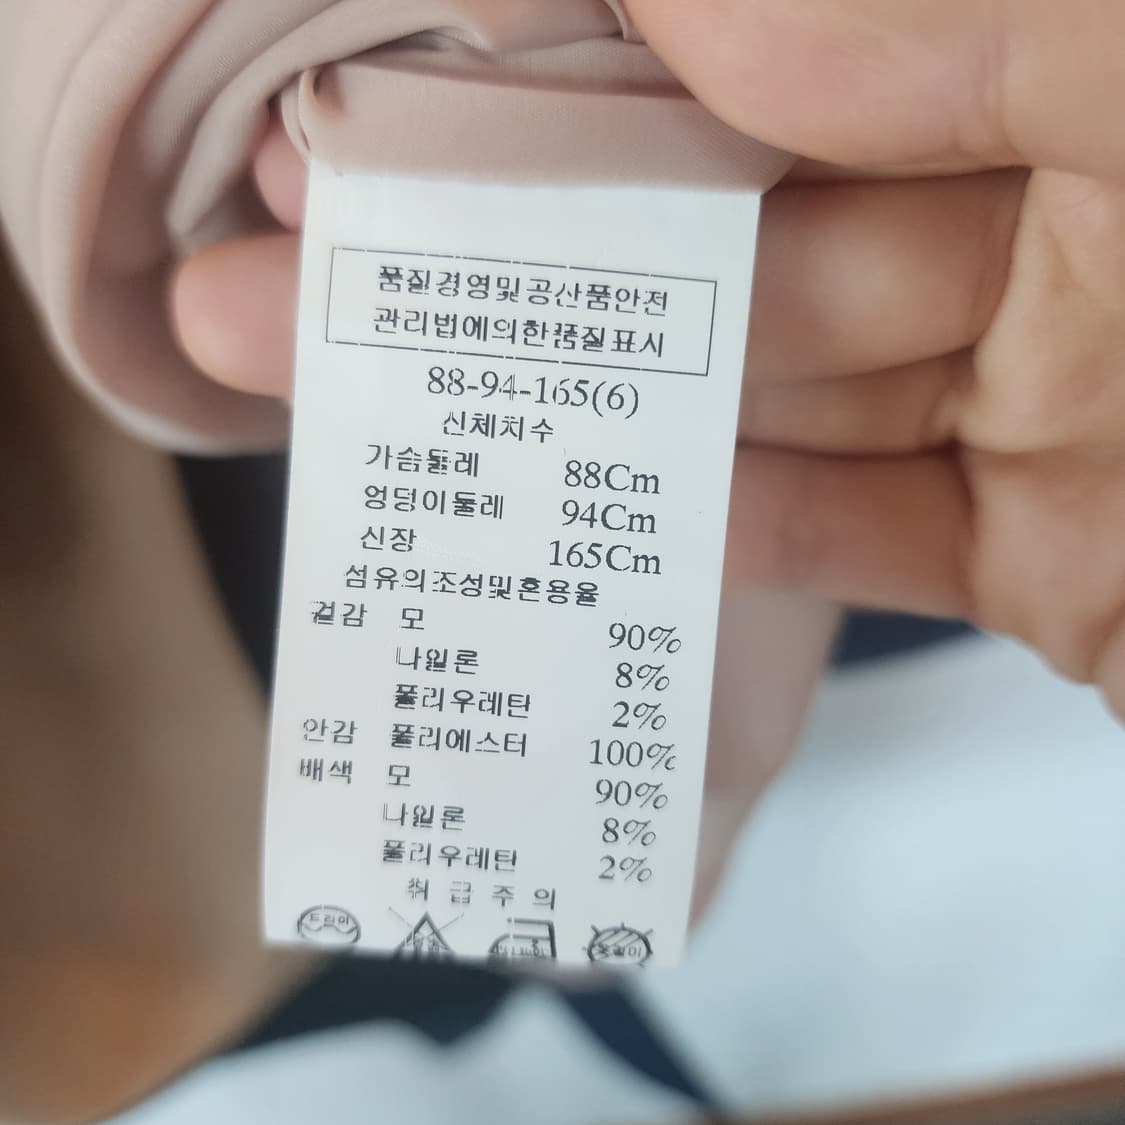 품질경영및공산품안전
관리법에의한품질표시
88-94-165(6)
신체치수
가슴둘레 88Cm
엉덩이둘레 94Cm
신장 165Cm
섬유의조성및혼용율
겉감 모 90%
나일론 8%
폴리우레탄 2%
안감 폴리에스터 100%
배색 모 90%
나일론 8%
폴리우레탄 2%
취급주의